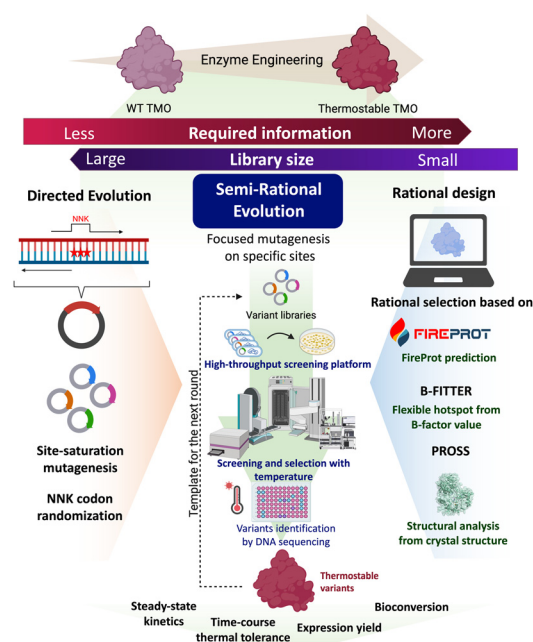 Enzyme Engineering
WT TMO
Thermostable TMO
Less Required information More
Large Library size Small
Directed Evolution
NNK
Site-saturation
mutagenesis
NNK codon
randomization
Semi-Rational
Evolution
Focused mutagenesis
on specific sites
Variant libraries
High-throughput screening platform
Screening and selection with
temperature
Variants identification
by DNA sequencing
Template for the next round
Thermostable
variants
Rational design
Rational selection based on
FIREPROT
FireProt prediction
B-FITTER
Flexible hotspot from
B-factor value
PROSS
Structural analysis
from crystal structure
Steady-state
kinetics
Time-course
thermal tolerance
Expression yield
Bioconversion